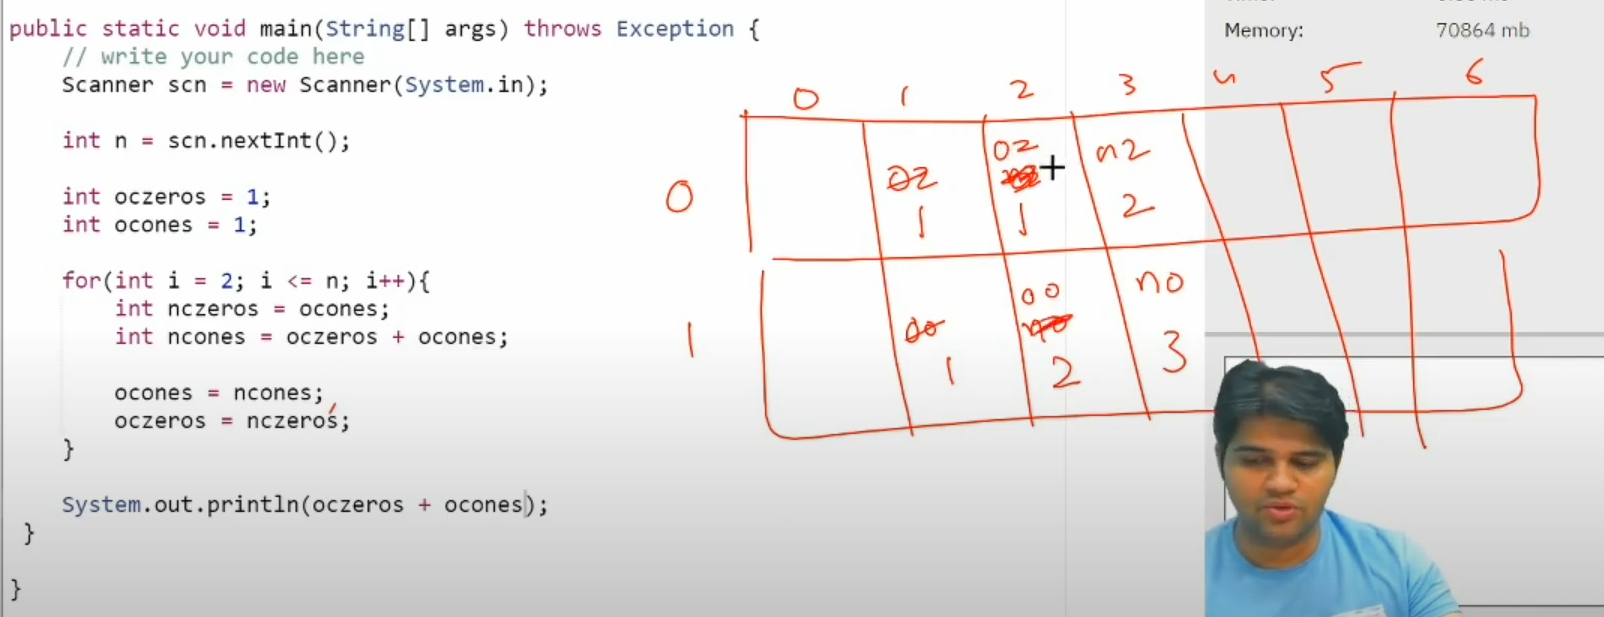 public static void main(String[] args) throws Exception {
// write your code here
Scanner scn = new Scanner(System.in);
int n = scn.nextInt();
int oczeros = 1;
int ocones = 1;
for(int i = 2; i <= n; i++){
int nczeros = ocones;
int ncones = oczeros + ocones;
ocones = ncones;
oczeros = nczeros;
}
System.out.println(oczeros + ocones);
}
}
Memory: 70864 mb
0 1 2 3 4 5 6
oz nz
0 oz
1 1 2
oo no
1 oo
1 2 3